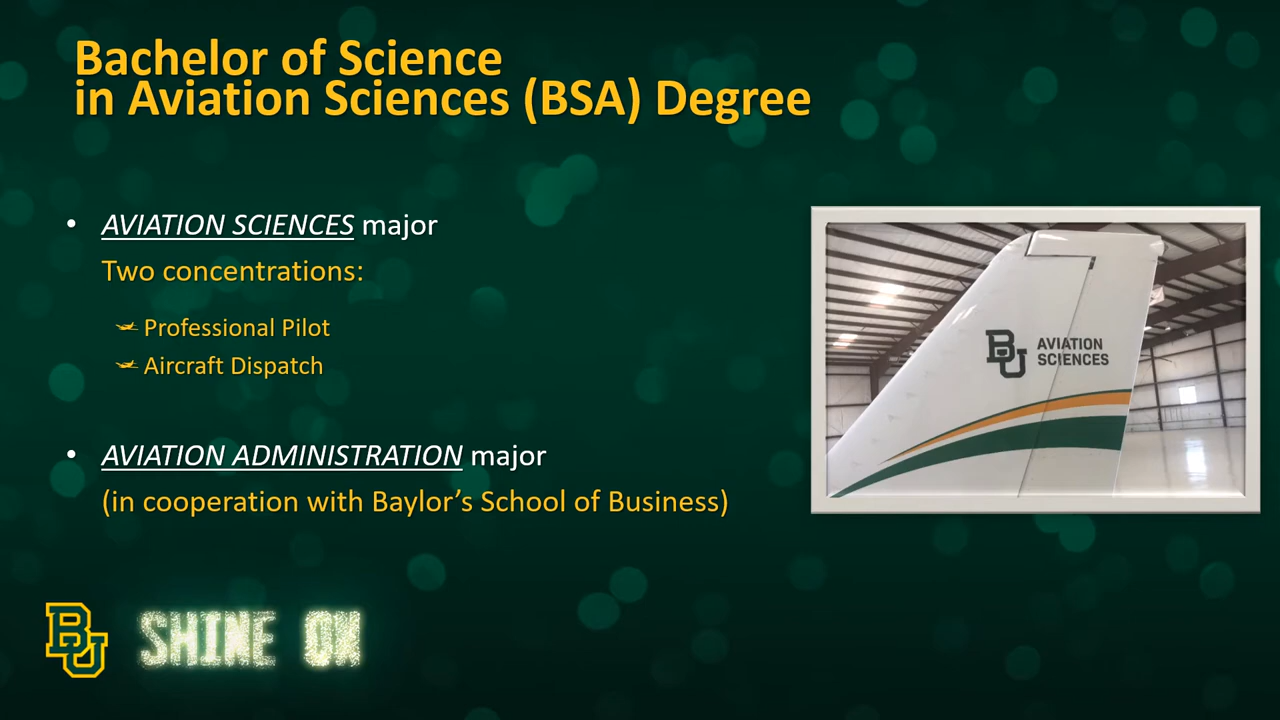 Bachelor of Science
in Aviation Sciences (BSA) Degree
• AVIATION SCIENCES major
Two concentrations:
Professional Pilot
Aircraft Dispatch
• AVIATION ADMINISTRATION major
(in cooperation with Baylor’s School of Business)
BU AVIATION
SCIENCES
BU SHINE ON